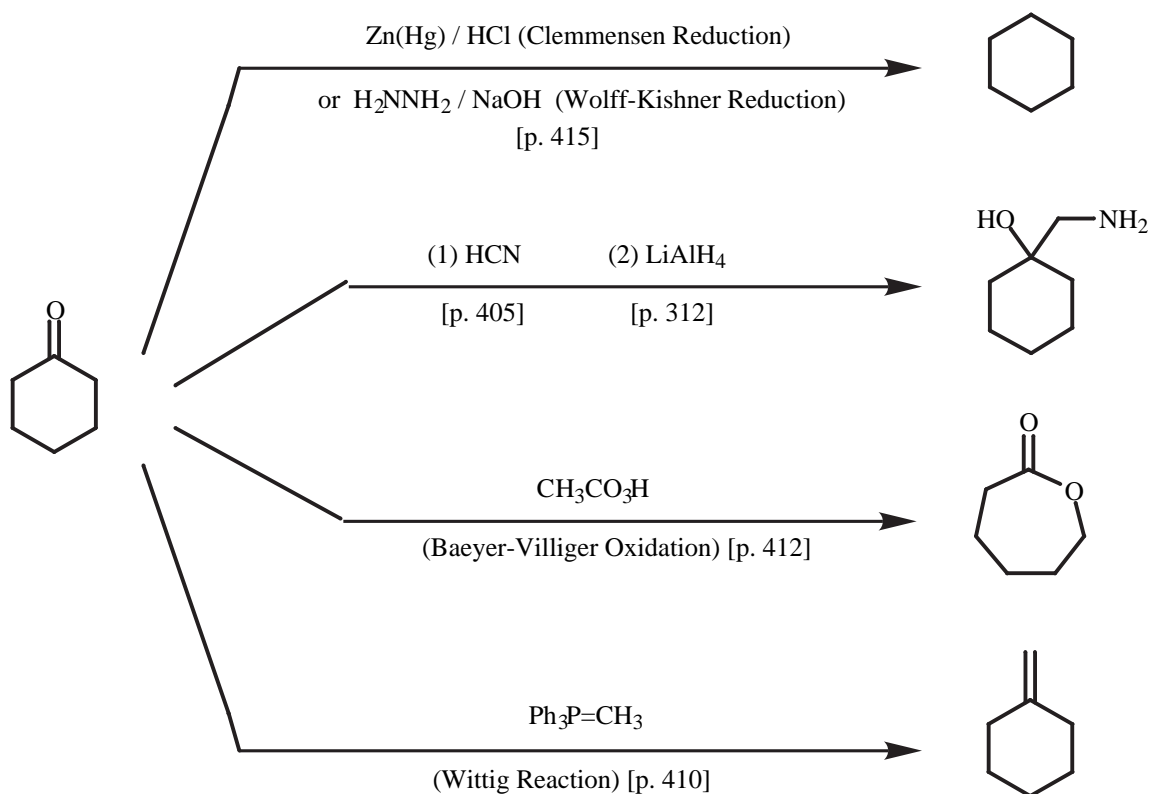 Zn(Hg) / HCl (Clemmensen Reduction)
or H₂NNH₂ / NaOH (Wolff-Kishner Reduction)
[p. 415]
HO
NH₂
(1) HCN (2) LiAlH₄
[p. 405] [p. 312]
O
O
O
CH₃CO₃H
(Baeyer-Villiger Oxidation) [p. 412]
Ph₃P=CH₃
(Wittig Reaction) [p. 410]